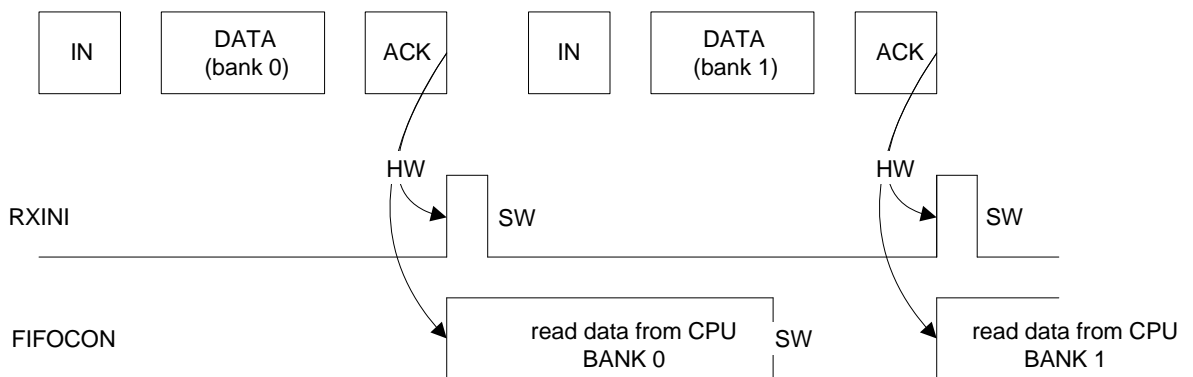 IN
DATA
(bank 0)
ACK
IN
DATA
(bank 1)
ACK
HW
HW
RXINI
SW
SW
FIFOCON
read data from CPU
BANK 0
SW
read data from CPU
BANK 1